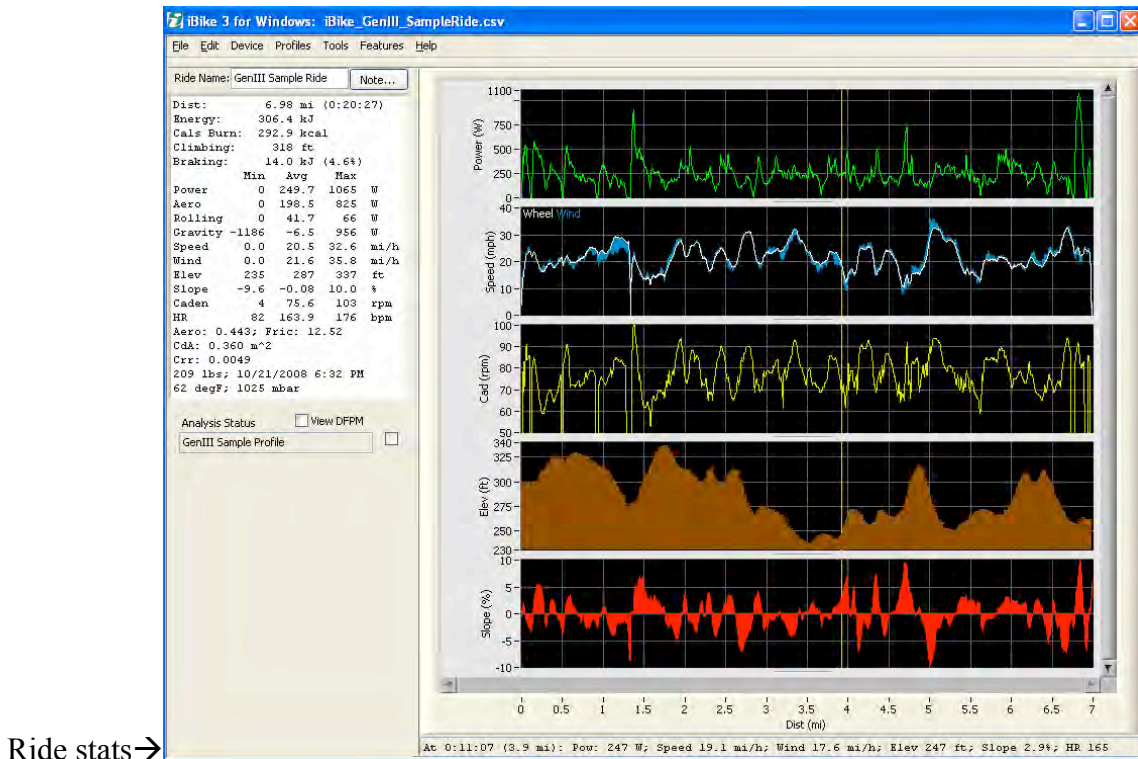 iBike 3 for Windows: iBike_GenIII_SampleRide.csv
File Edit Device Profiles Tools Features Help
Ride Name: GenIII Sample Ride Note...
Dist: 6.98 mi (0:20:27)
Energy: 306.4 kJ
Cals Burn: 292.9 kcal
Climbing: 318 ft
Braking: 14.0 kJ (4.6%)
Min Avg Max
Power 0 249.7 1065 W
Aero 0 198.5 825 W
Rolling 0 41.7 66 W
Gravity -1186 -6.5 956 W
Speed 0.0 20.5 32.6 mi/h
Wind 0.0 21.6 35.8 mi/h
Elev 235 287 337 ft
Slope -9.6 -0.08 10.0 %
Caden 4 75.6 103 rpm
HR 82 163.9 176 bpm
Aero: 0.443; Fric: 12.52
CdA: 0.360 m^2
Crr: 0.0049
209 lbs; 10/21/2008 6:32 PM
62 degF; 1025 mbar
Analysis Status View DFPM
GenIII Sample Profile
Power (W)
1100
750
500
250
0
Speed (mph)
Wheel Wind
40
30
20
10
0
Cad (rpm)
100
90
80
70
60
50
Elev (ft)
340
325
300
275
250
230
Slope (%)
10
5
0
-5
-10
0 0.5 1 1.5 2 2.5 3 3.5 4 4.5 5 5.5 6 6.5 7
Dist (mi)
At 0:11:07 (3.9 mi): Pow: 247 W; Speed 19.1 mi/h; Wind 17.6 mi/h; Elev 247 ft; Slope 2.9%; HR 165
Ride stats→